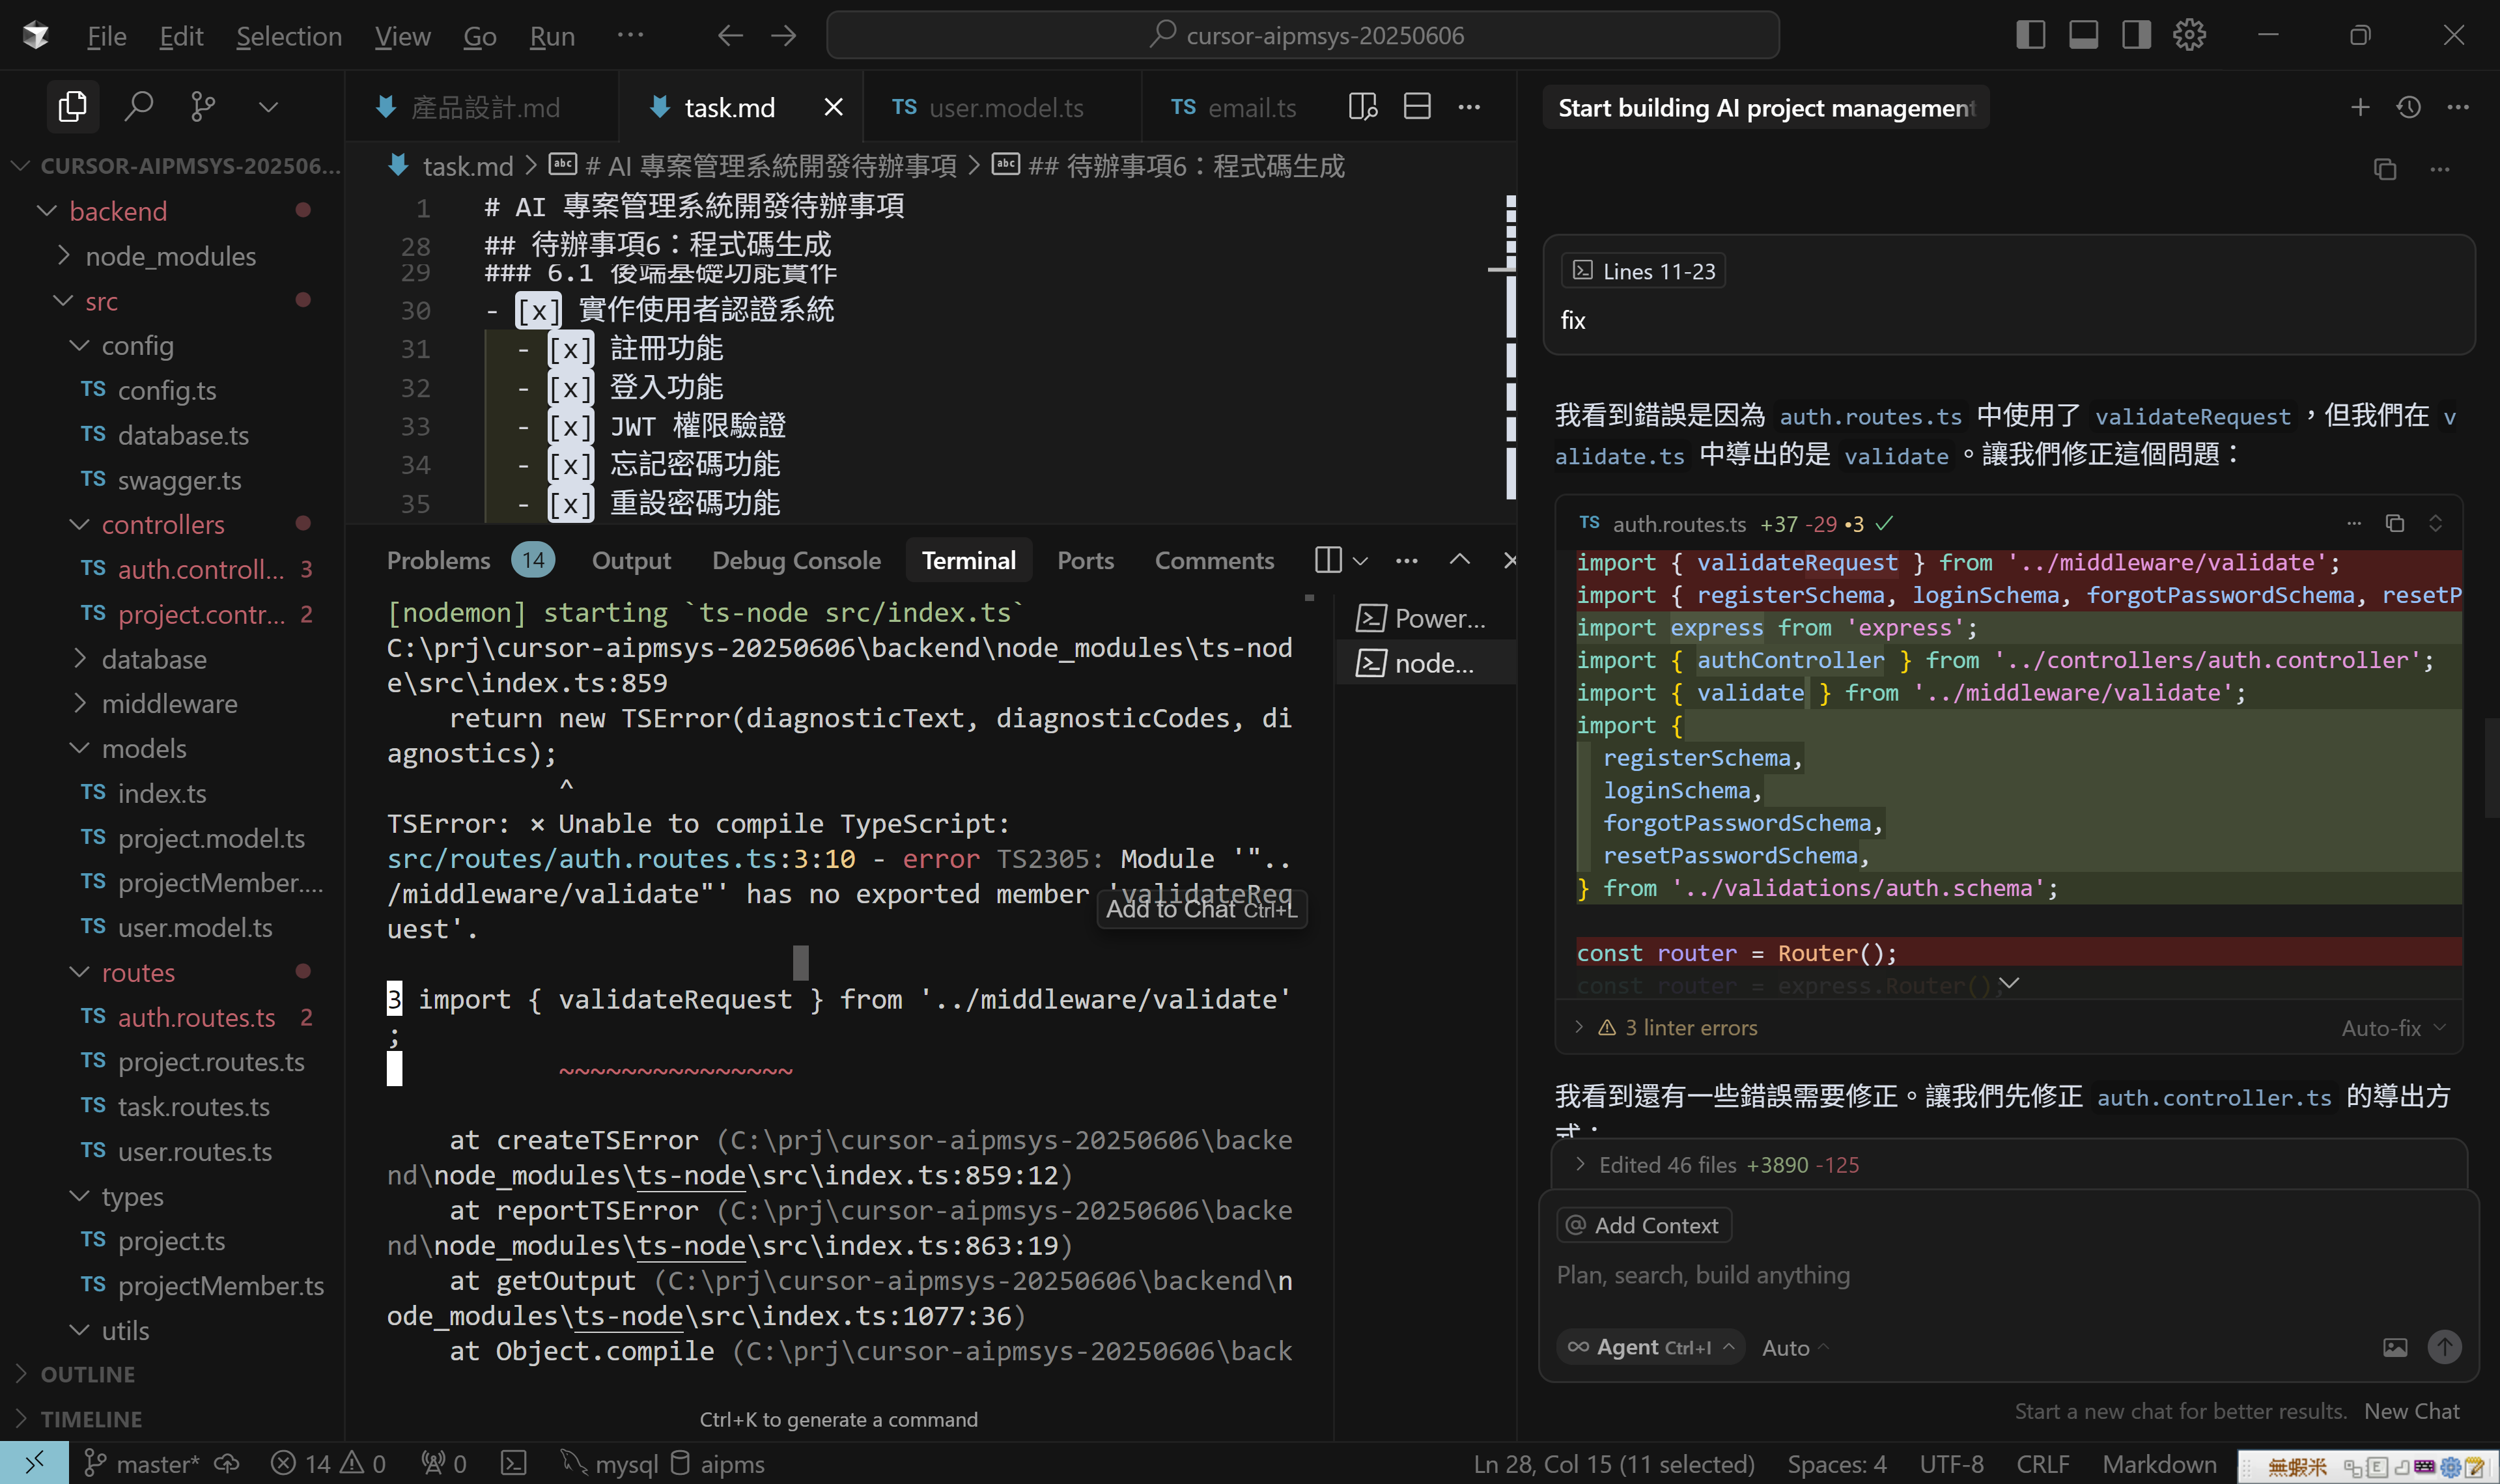 File Edit Selection View Go Run ··· cursor-aipmsys-20250606
CURSOR-AIPMSYS-202506...
backend
node_modules
src
config
TS config.ts
TS database.ts
TS swagger.ts
controllers
TS auth.controll... 3
TS project.contr... 2
database
middleware
models
TS index.ts
TS project.model.ts
TS projectMember....
TS user.model.ts
routes
TS auth.routes.ts 2
TS project.routes.ts
TS task.routes.ts
TS user.routes.ts
types
TS project.ts
TS projectMember.ts
utils
OUTLINE
TIMELINE
產品設計.md task.md TS user.model.ts TS email.ts
task.md > abc # AI 專案管理系統開發待辦事項 > abc ## 待辦事項6：程式碼生成
1 # AI 專案管理系統開發待辦事項
28 ## 待辦事項6：程式碼生成
29 ### 6.1 後端基礎功能實作
30 - [x] 實作使用者認證系統
31 - [x] 註冊功能
32 - [x] 登入功能
33 - [x] JWT 權限驗證
34 - [x] 忘記密碼功能
35 - [x] 重設密碼功能
Problems 14 Output Debug Console Terminal Ports Comments
[nodemon] starting `ts-node src/index.ts`
C:\prj\cursor-aipmsys-20250606\backend\node_modules\ts-nod
e\src\index.ts:859
return new TSError(diagnosticText, diagnosticCodes, di
agnostics);
^
TSError: × Unable to compile TypeScript:
src/routes/auth.routes.ts:3:10 - error TS2305: Module '"..
/middleware/validate"' has no exported member 'validateReq
uest'.
Add to Chat Ctrl+L
3 import { validateRequest } from '../middleware/validate'
;
~~~~~~~~~~~~~~~
at createTSError (C:\prj\cursor-aipmsys-20250606\backe
nd\node_modules\ts-node\src\index.ts:859:12)
at reportTSError (C:\prj\cursor-aipmsys-20250606\backe
nd\node_modules\ts-node\src\index.ts:863:19)
at getOutput (C:\prj\cursor-aipmsys-20250606\backend\n
ode_modules\ts-node\src\index.ts:1077:36)
at Object.compile (C:\prj\cursor-aipmsys-20250606\back
Ctrl+K to generate a command
Power...
node...
Start building AI project management
Lines 11-23
fix
我看到錯誤是因為 auth.routes.ts 中使用了 validateRequest，但我們在 v
alidate.ts 中導出的是 validate。讓我們修正這個問題：
TS auth.routes.ts +37 -29 •3
import { validateRequest } from '../middleware/validate';
import { registerSchema, loginSchema, forgotPasswordSchema, resetP
import express from 'express';
import { authController } from '../controllers/auth.controller';
import { validate } from '../middleware/validate';
import {
registerSchema,
loginSchema,
forgotPasswordSchema,
resetPasswordSchema,
} from '../validations/auth.schema';
const router = Router();
const router = express.Router();
3 linter errors Auto-fix
我看到還有一些錯誤需要修正。讓我們先修正 auth.controller.ts 的導出方
式：
Edited 46 files +3890 -125
@ Add Context
Plan, search, build anything
∞ Agent Ctrl+I Auto
Start a new chat for better results. New Chat
master* 14 0 0 mysql aipms Ln 28, Col 15 (11 selected) Spaces: 4 UTF-8 CRLF Markdown 無蝦米